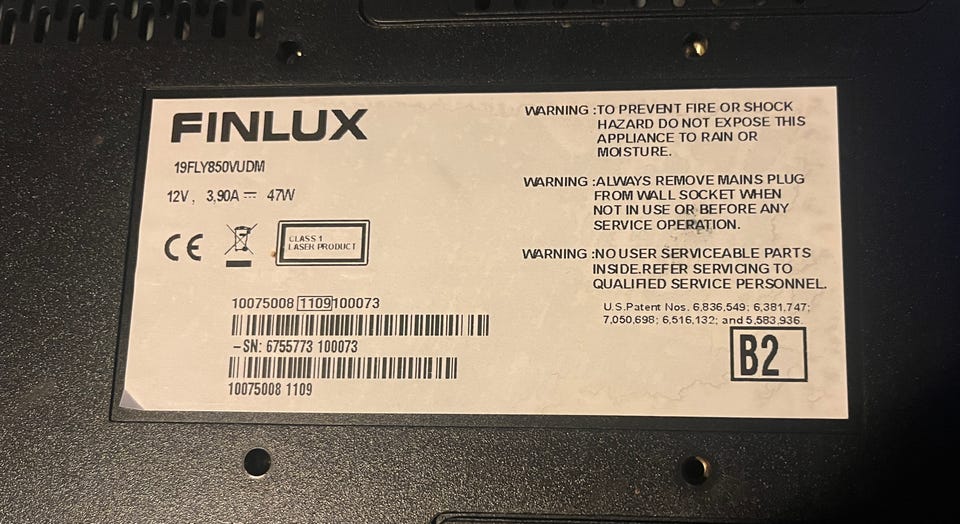 FINLUX
19FLY850VUDM
12V , 3,90A ⎓ 47W
CE
CLASS 1
LASER PRODUCT
10075008 1109 100073
–SN: 6755773 100073
10075008 1109
WARNING :TO PREVENT FIRE OR SHOCK
HAZARD DO NOT EXPOSE THIS
APPLIANCE TO RAIN OR
MOISTURE.
WARNING :ALWAYS REMOVE MAINS PLUG
FROM WALL SOCKET WHEN
NOT IN USE OR BEFORE ANY
SERVICE OPERATION.
WARNING :NO USER SERVICEABLE PARTS
INSIDE.REFER SERVICING TO
QUALIFIED SERVICE PERSONNEL.
U.S.Patent Nos. 6,836,549; 6,381,747;
7,050,698; 6,516,132; and 5,583,936.
B2